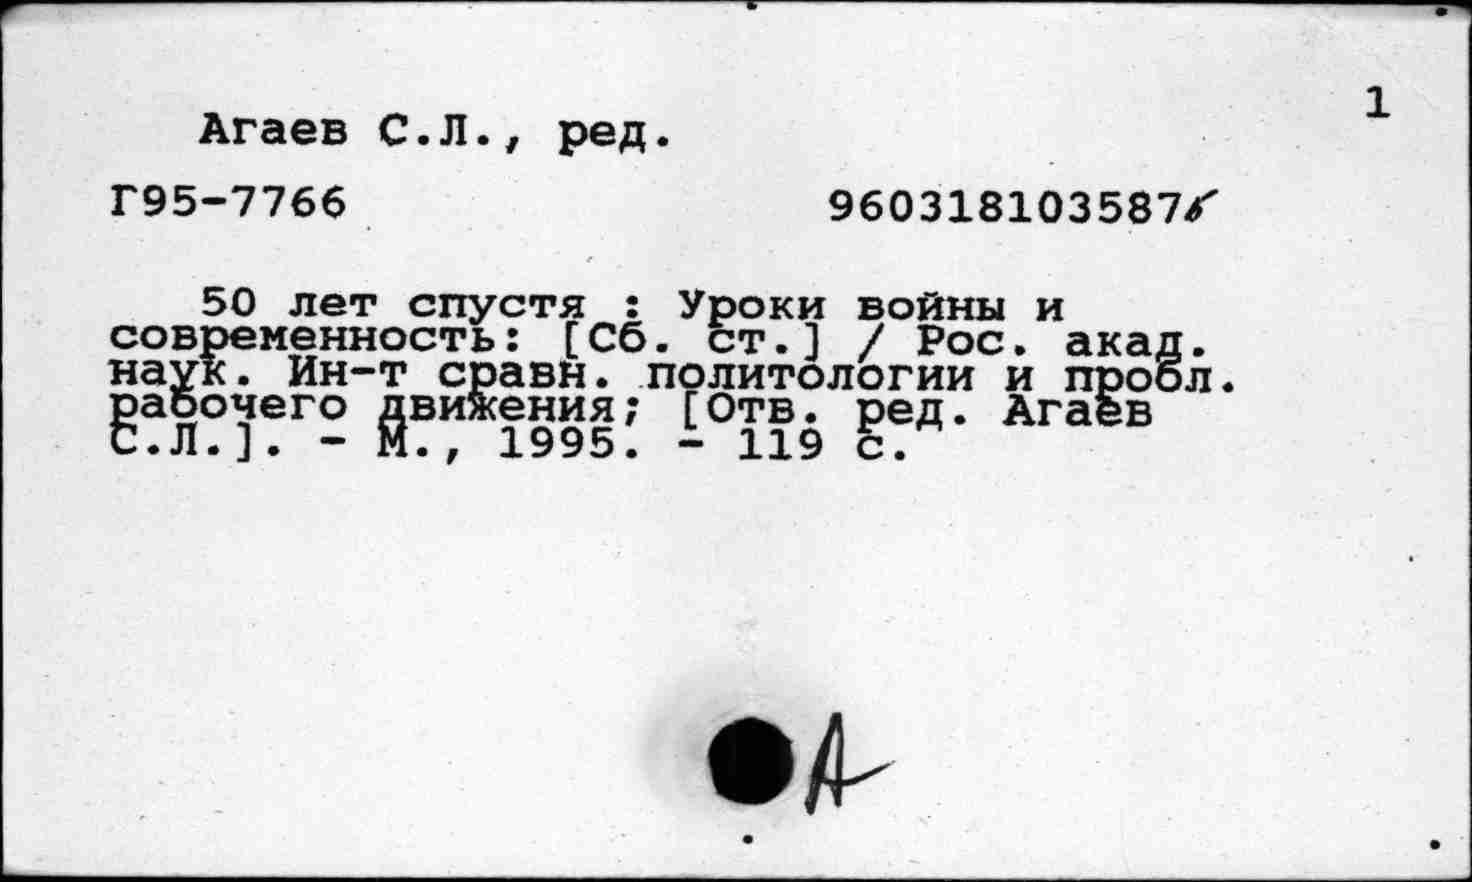 1
Агаев С.Л., ред.
Г95-7766 9603181035877
50 лет спустя : Уроки войны и
современность: [Сб. ст.] / Рос. акад.
наук. Ин-т сравн. политологии и пробл.
рабочего движения; [Отв. ред. Агаев
С.Л.]. - М., 1995. - 119 с.
А